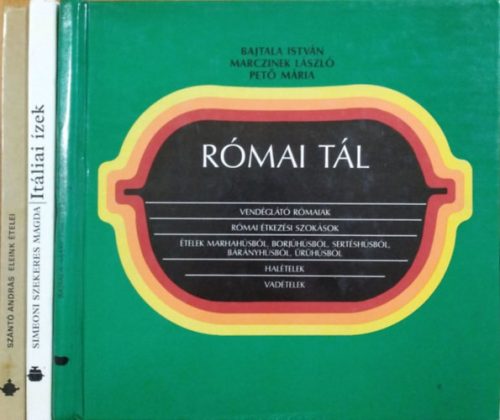 SZÁNTÓ ANDRÁS ELEINK ÉTELEI
SIMEONI SZEKERES MAGDA Itáliai ízek
BAJTALA ISTVÁN
MARCZINEK LÁSZLÓ
PETŐ MÁRIA
RÓMAI TÁL
VENDÉGLÁTÓ RÓMAIAK
RÓMAI ÉTKEZÉSI SZOKÁSOK
ÉTELEK MARHAHÚSBÓL, BORJÚHÚSBÓL, SERTÉSHÚSBÓL,
BÁRÁNYHÚSBÓL, ÜRÜHÚSBÓL
HALÉTELEK
VADÉTELEK